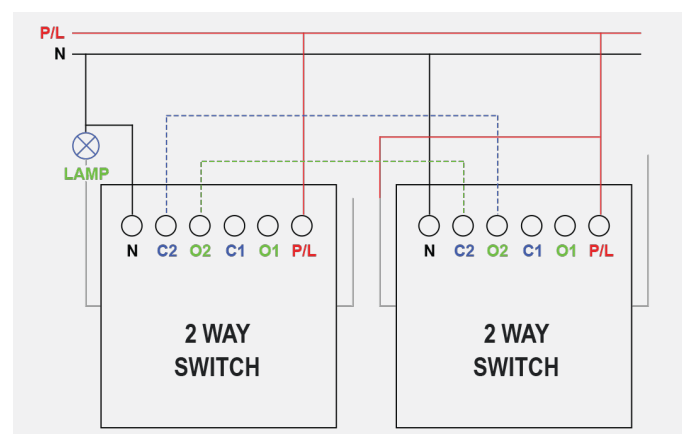 P/L
N
LAMP
N C2 O2 C1 O1 P/L
N C2 O2 C1 O1 P/L
2 WAY
SWITCH
2 WAY
SWITCH